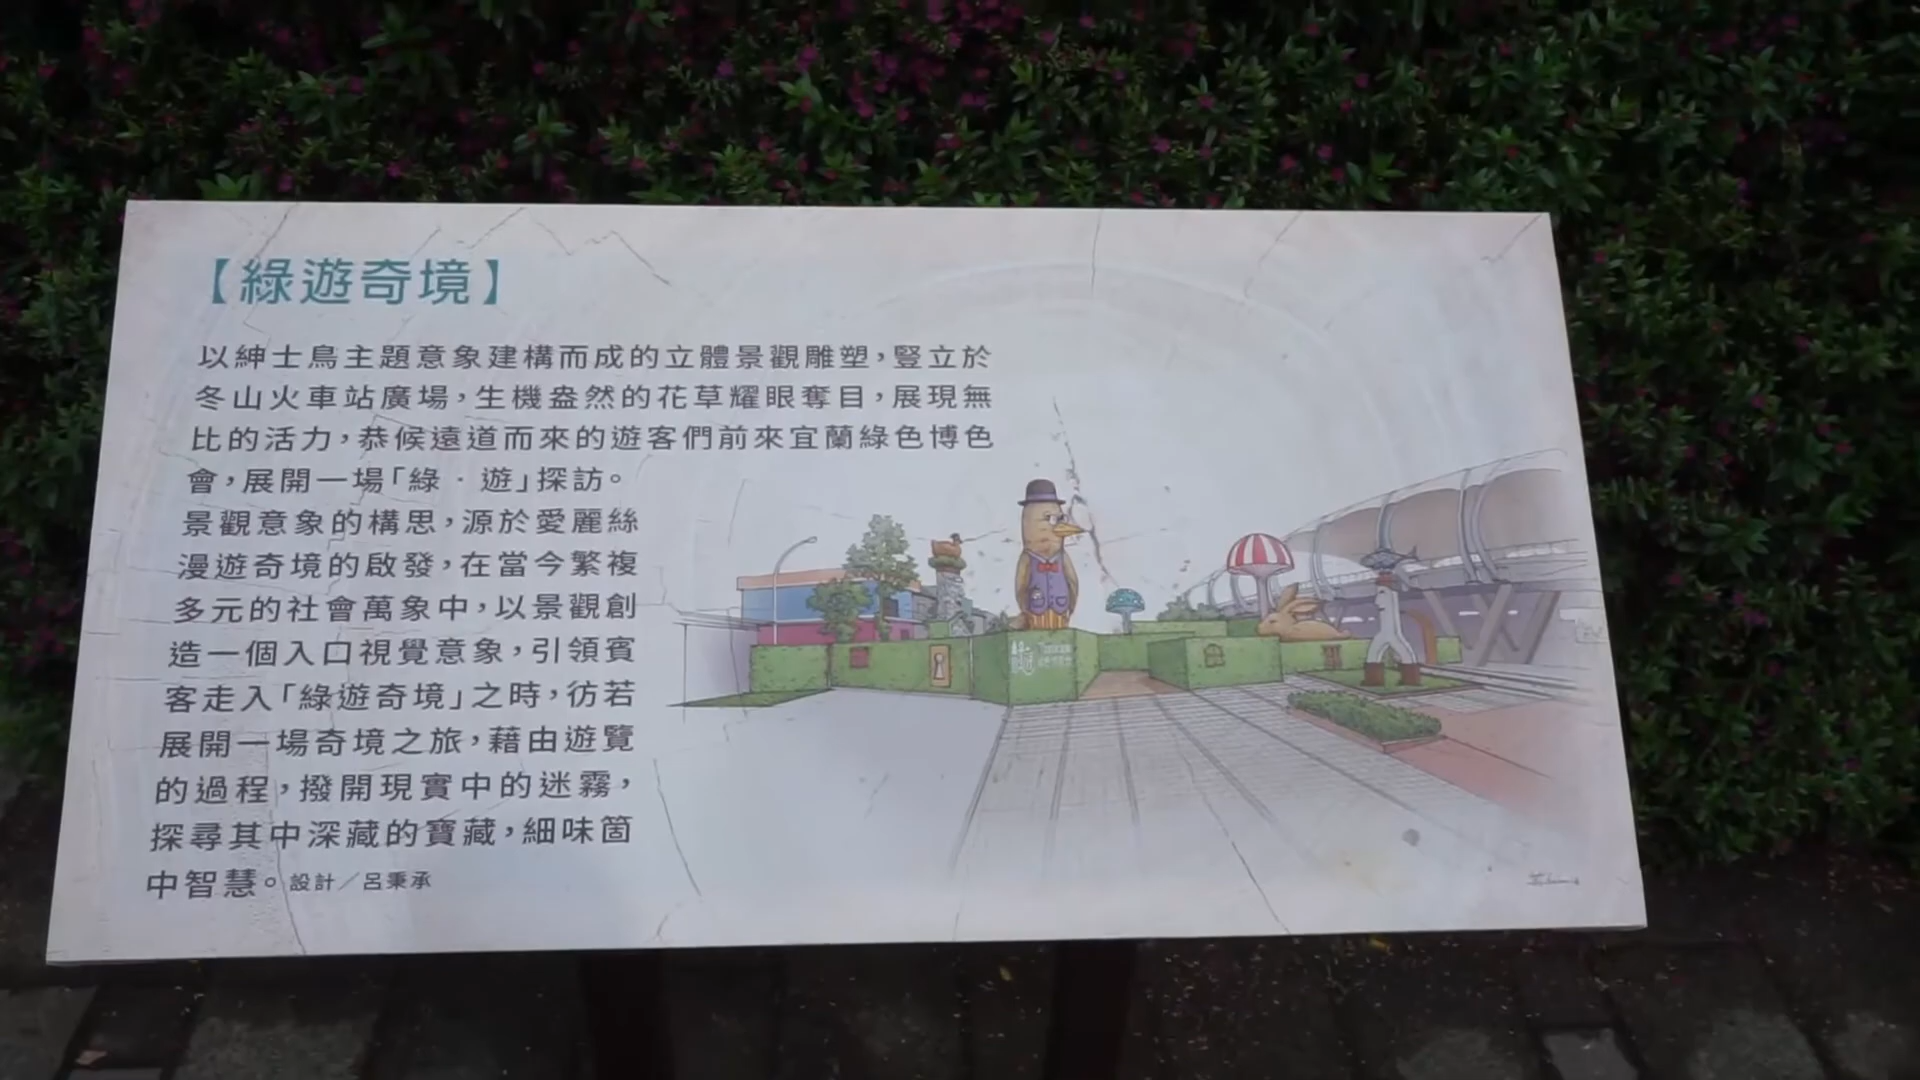 【綠遊奇境】
以紳士鳥主題意象建構而成的立體景觀雕塑，豎立於
冬山火車站廣場，生機盎然的花草耀眼奪目，展現無
比的活力，恭候遠道而來的遊客們前來宜蘭綠色博色
會，展開一場「綠‧遊」探訪。
景觀意象的構思，源於愛麗絲
漫遊奇境的啟發，在當今繁複
多元的社會萬象中，以景觀創
造一個入口視覺意象，引領賓
客走入「綠遊奇境」之時，彷若
展開一場奇境之旅，藉由遊覽
的過程，撥開現實中的迷霧，
探尋其中深藏的寶藏，細味箇
中智慧。設計／呂秉承